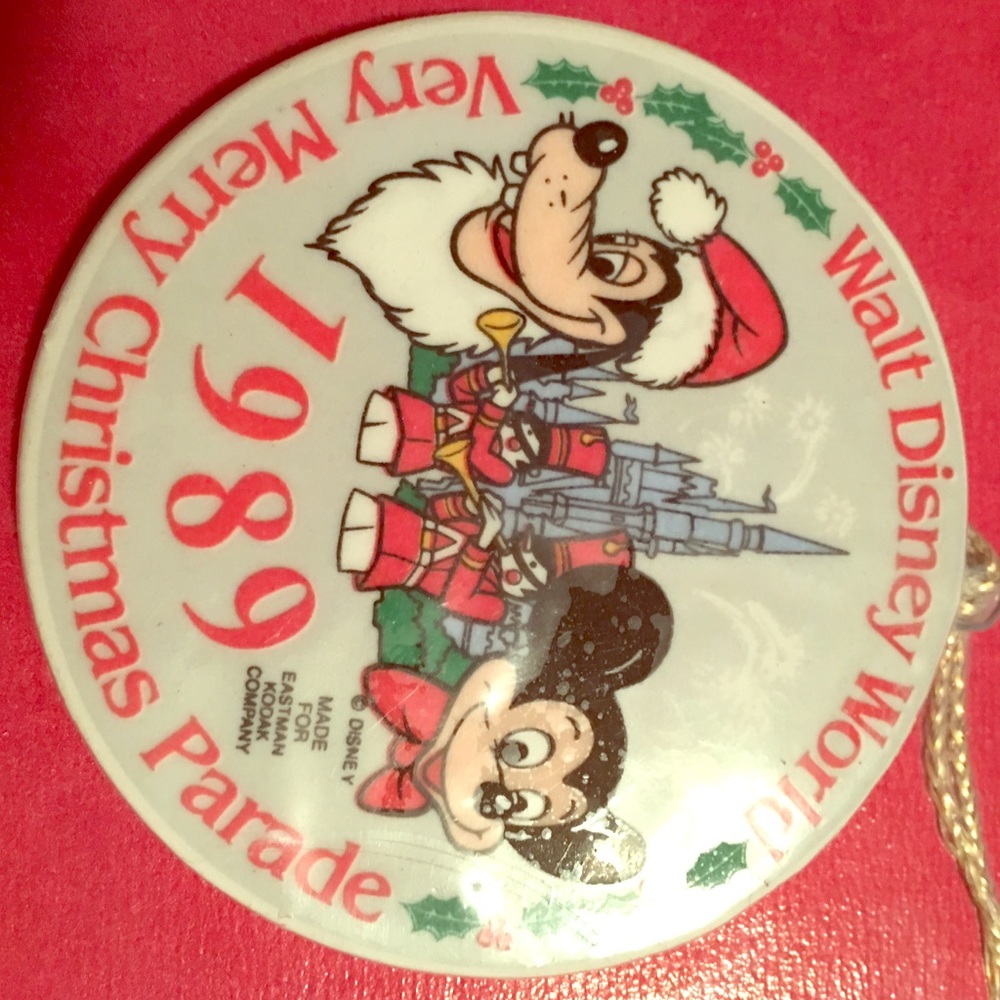 Walt Disney World
Very Merry Christmas Parade
1989
© DISNEY
MADE
FOR
EASTMAN
KODAK
COMPANY